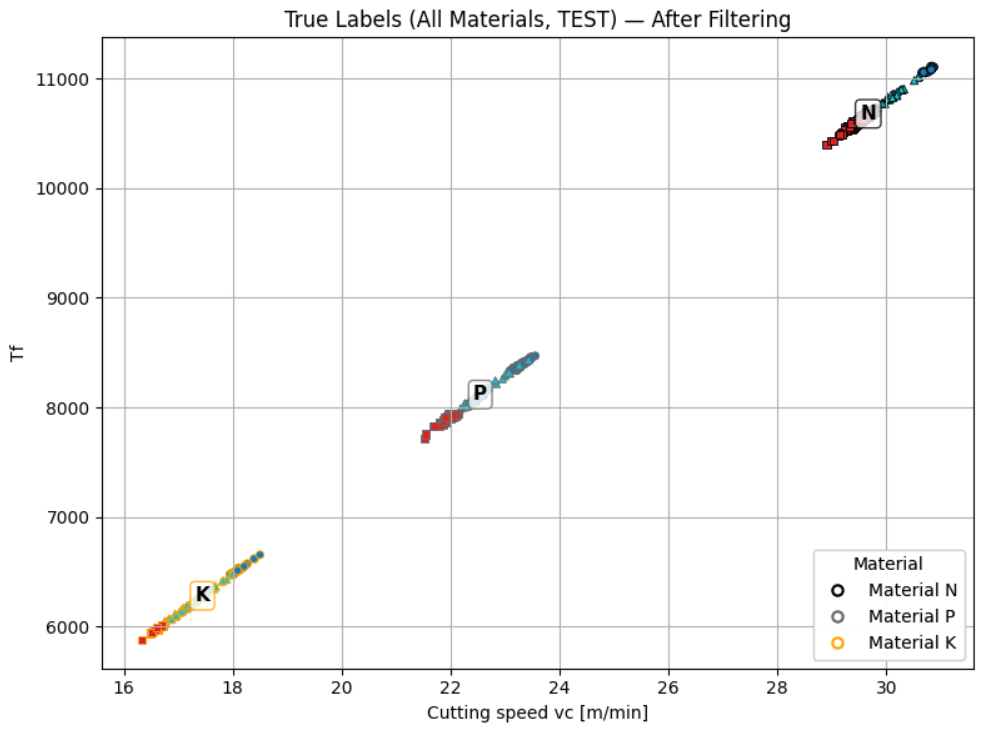 True Labels (All Materials, TEST) — After Filtering
11000
10000
9000
8000
7000
6000
Tf
N
P
K
Material
Material N
Material P
Material K
16 18 20 22 24 26 28 30
Cutting speed vc [m/min]